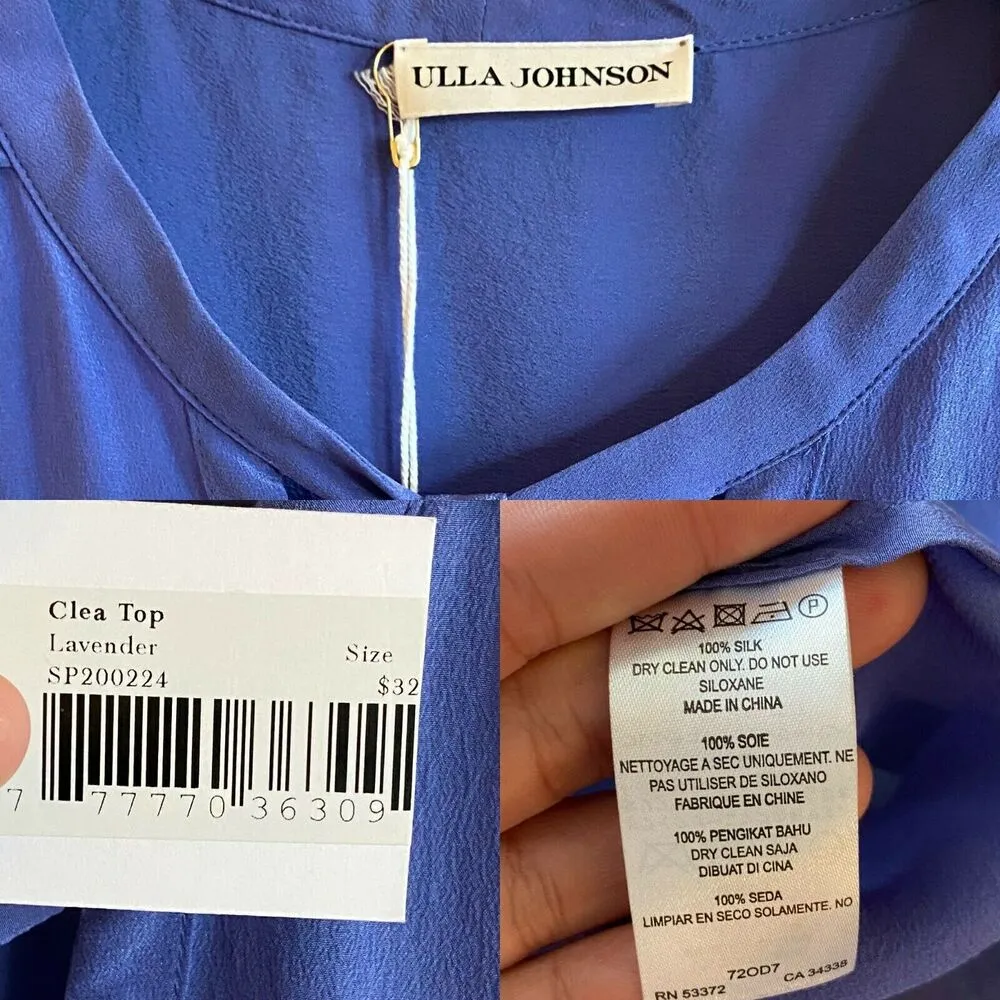 ULLA JOHNSON
Clea Top
Lavender
Size
SP200224
$32
7 77770 36309
100% SILK
DRY CLEAN ONLY. DO NOT USE
SILOXANE
MADE IN CHINA
100% SOIE
NETTOYAGE A SEC UNIQUEMENT. NE
PAS UTILISER DE SILOXANO
FABRIQUE EN CHINE
100% PENGIKAT BAHU
DRY CLEAN SAJA
DIBUAT DI CINA
100% SEDA
LIMPIAR EN SECO SOLAMENTE. NO
72OD7
RN 53372
CA 34338